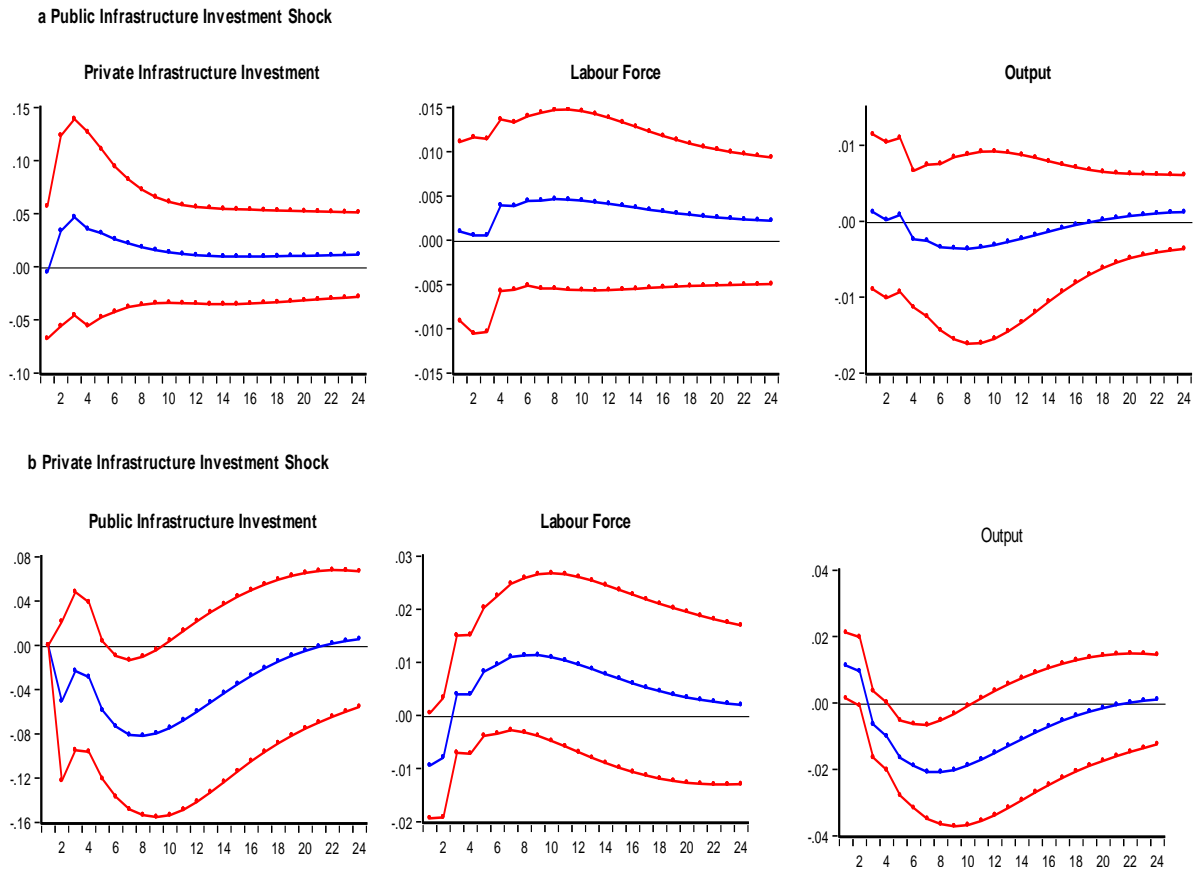 a Public Infrastructure Investment Shock
Private Infrastructure Investment
Labour Force
Output
.15
.10
.05
.00
-.05
-.10
2 4 6 8 10 12 14 16 18 20 22 24
.015
.010
.005
.000
-.005
-.010
-.015
2 4 6 8 10 12 14 16 18 20 22 24
.01
.00
-.01
-.02
2 4 6 8 10 12 14 16 18 20 22 24
b Private Infrastructure Investment Shock
Public Infrastructure Investment
Labour Force
Output
.08
.04
.00
-.04
-.08
-.12
-.16
2 4 6 8 10 12 14 16 18 20 22 24
.03
.02
.01
.00
-.01
-.02
2 4 6 8 10 12 14 16 18 20 22 24
.04
.02
.00
-.02
-.04
2 4 6 8 10 12 14 16 18 20 22 24